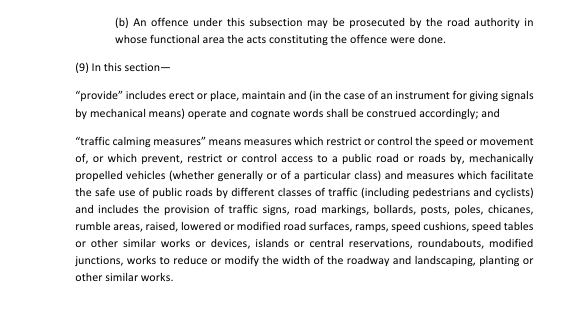 (b) An offence under this subsection may be prosecuted by the road authority in
whose functional area the acts constituting the offence were done.
(9) In this section—
“provide” includes erect or place, maintain and (in the case of an instrument for giving signals
by mechanical means) operate and cognate words shall be construed accordingly; and
“traffic calming measures” means measures which restrict or control the speed or movement
of, or which prevent, restrict or control access to a public road or roads by, mechanically
propelled vehicles (whether generally or of a particular class) and measures which facilitate
the safe use of public roads by different classes of traffic (including pedestrians and cyclists)
and includes the provision of traffic signs, road markings, bollards, posts, poles, chicanes,
rumble areas, raised, lowered or modified road surfaces, ramps, speed cushions, speed tables
or other similar works or devices, islands or central reservations, roundabouts, modified
junctions, works to reduce or modify the width of the roadway and landscaping, planting or
other similar works.